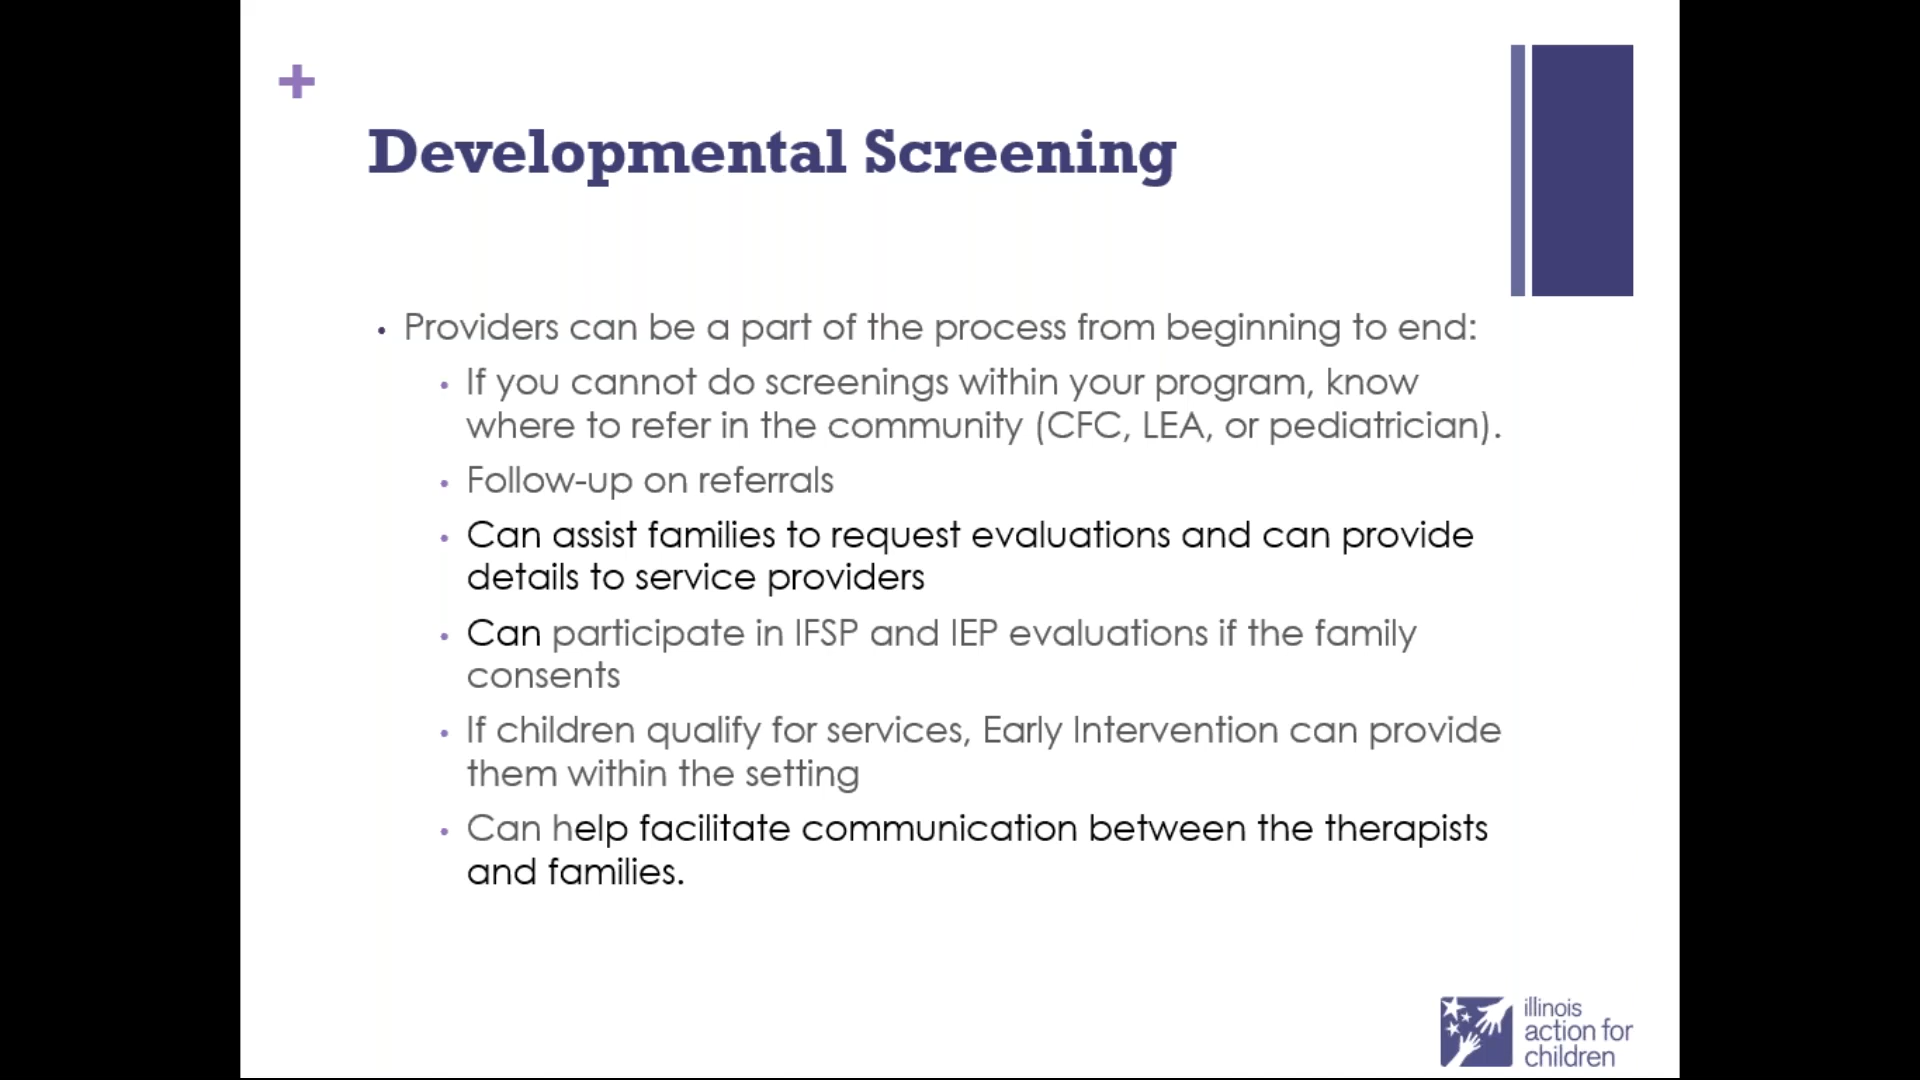 +
Developmental Screening
• Providers can be a part of the process from beginning to end:
• If you cannot do screenings within your program, know
where to refer in the community (CFC, LEA, or pediatrician).
• Follow-up on referrals
• Can assist families to request evaluations and can provide
details to service providers
• Can participate in IFSP and IEP evaluations if the family
consents
• If children qualify for services, Early Intervention can provide
them within the setting
• Can help facilitate communication between the therapists
and families.
illinois
action for
children